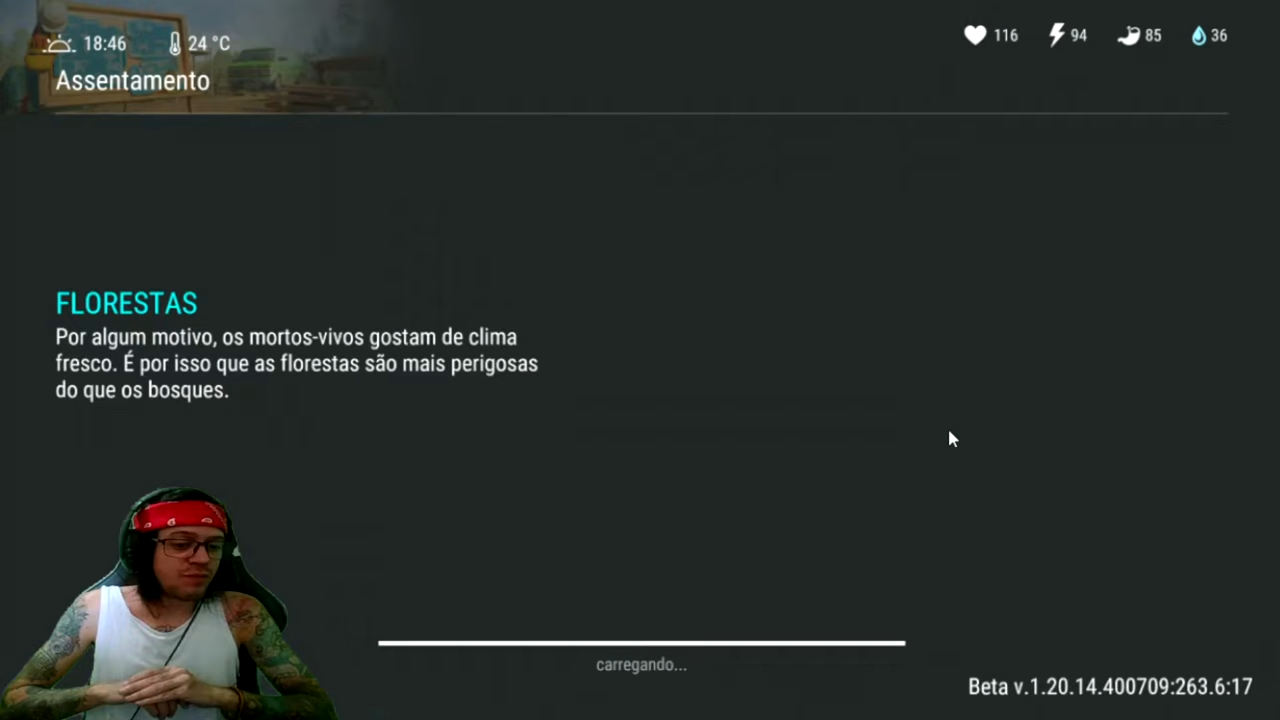 18:46 24 °C
116 94 85 36
Assentamento
FLORESTAS
Por algum motivo, os mortos-vivos gostam de clima
fresco. É por isso que as florestas são mais perigosas
do que os bosques.
carregando...
Beta v.1.20.14.400709:263.6:17